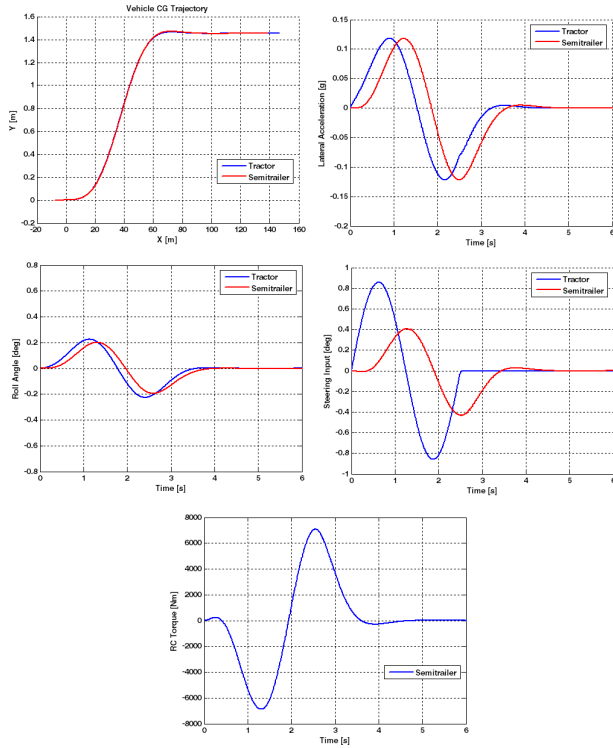 Vehicle CG Trajectory
1.6
1.4
1.2
1
0.8
0.6
0.4
0.2
0
-0.2
Y [m]
Tractor
Semitrailer
-20 0 20 40 60 80 100 120 140 160
X [m]
0.2
0.15
0.1
0.05
0
-0.05
-0.1
-0.15
-0.2
Lateral Acceleration [g]
Tractor
Semitrailer
0 1 2 3 4 5 6
Time [s]
0.8
0.6
0.4
0.2
0
-0.2
-0.4
-0.6
-0.8
Roll Angle [deg]
Tractor
Semitrailer
0 1 2 3 4 5 6
Time [s]
1
0.8
0.6
0.4
0.2
0
-0.2
-0.4
-0.6
-0.8
-1
Steering Input [deg]
Tractor
Semitrailer
0 1 2 3 4 5 6
Time [s]
8000
6000
4000
2000
0
-2000
-4000
-6000
-8000
RC Torque [Nm]
Semitrailer
0 1 2 3 4 5 6
Time [s]